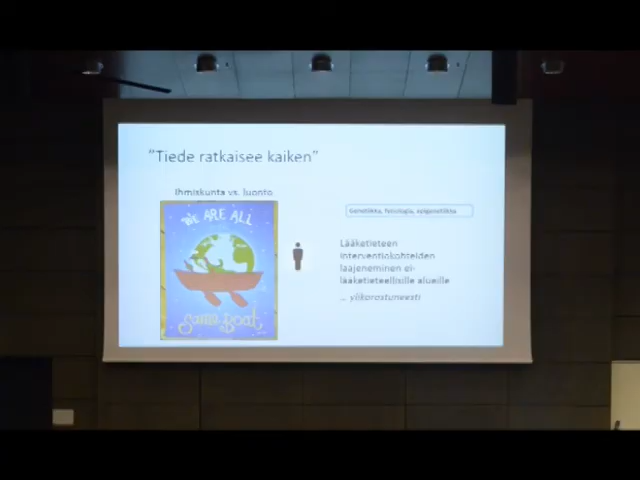 "Tiede ratkaisee kaiken"
Ihmiskunta vs. luonto
WE ARE ALL
Same Boat
Genetiikka, fysiologia, epigenetiikka
Lääketieteen
interventiokohteiden
laajeneminen ei-
lääketieteellisille alueille
... ylikorostuneesti